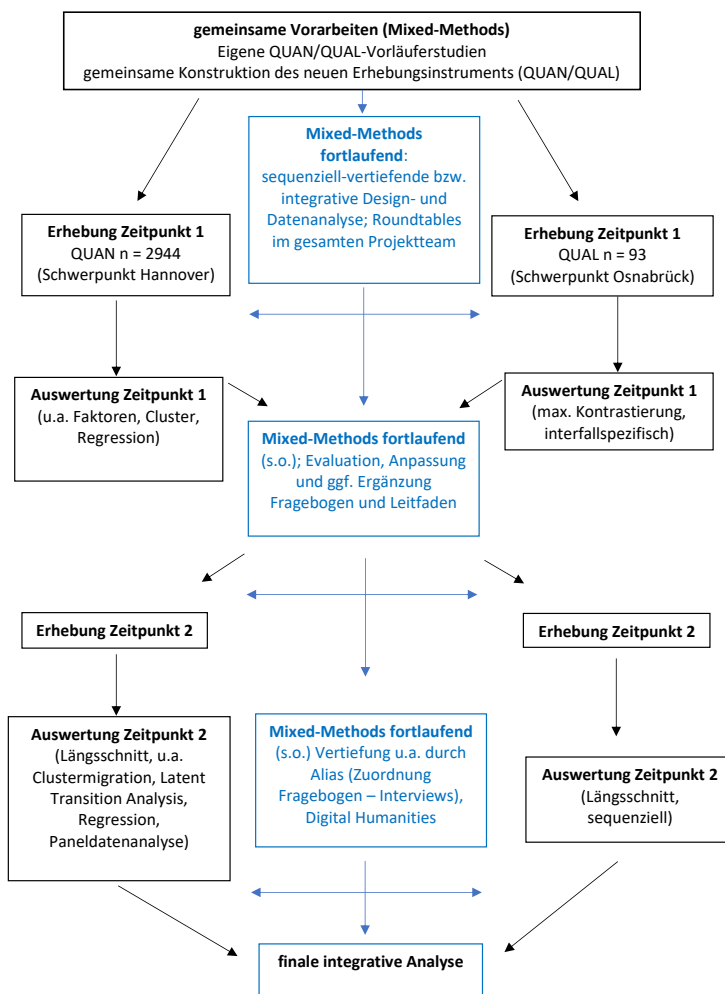 gemeinsame Vorarbeiten (Mixed-Methods)
Eigene QUAN/QUAL-Vorläuferstudien
gemeinsame Konstruktion des neuen Erhebungsinstruments (QUAN/QUAL)
Mixed-Methods
fortlaufend:
sequenziell-vertiefende bzw.
integrative Design- und
Datenanalyse; Roundtables
im gesamten Projektteam
Erhebung Zeitpunkt 1
QUAN n = 2944
(Schwerpunkt Hannover)
Erhebung Zeitpunkt 1
QUAL n = 93
(Schwerpunkt Osnabrück)
Auswertung Zeitpunkt 1
(u.a. Faktoren, Cluster,
Regression)
Auswertung Zeitpunkt 1
(max. Kontrastierung,
interfallspezifisch)
Mixed-Methods fortlaufend
(s.o.); Evaluation, Anpassung
und ggf. Ergänzung
Fragebogen und Leitfaden
Erhebung Zeitpunkt 2
Erhebung Zeitpunkt 2
Auswertung Zeitpunkt 2
(Längsschnitt, u.a.
Clustermigration, Latent
Transition Analysis,
Regression,
Paneldatenanalyse)
Mixed-Methods fortlaufend
(s.o.) Vertiefung u.a. durch
Alias (Zuordnung
Fragebogen – Interviews),
Digital Humanities
Auswertung Zeitpunkt 2
(Längsschnitt,
sequenziell)
finale integrative Analyse